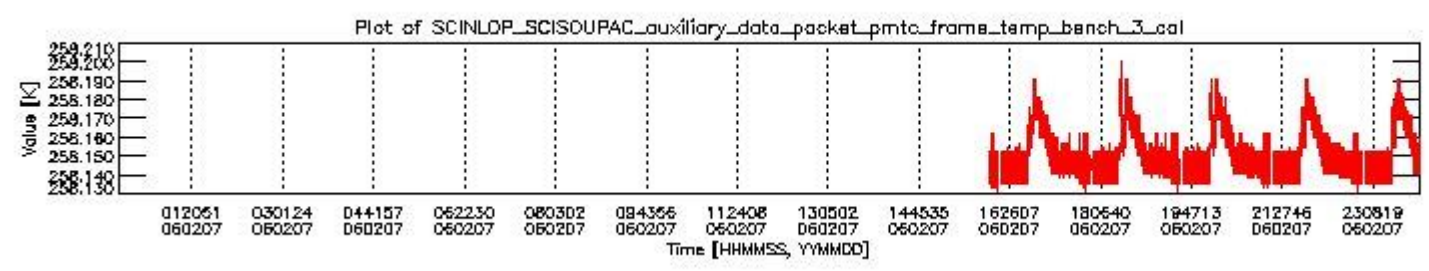 Plot of SCINLOP_SCISOUPAC_auxiliary_data_packet_pmtc_frame_temp_bench_3_cal
258.210
258.200
258.190
258.180
258.170
258.160
258.150
258.140
258.130
Value [K]
012051 030124 044157 062230 080302 094356 112408 130502 144535 162607 180640 194713 212746 230819
060207 060207 060207 060207 060207 060207 060207 060207 060207 060207 060207 060207 060207 060207
Time [HHMMSS, YYMMDD]